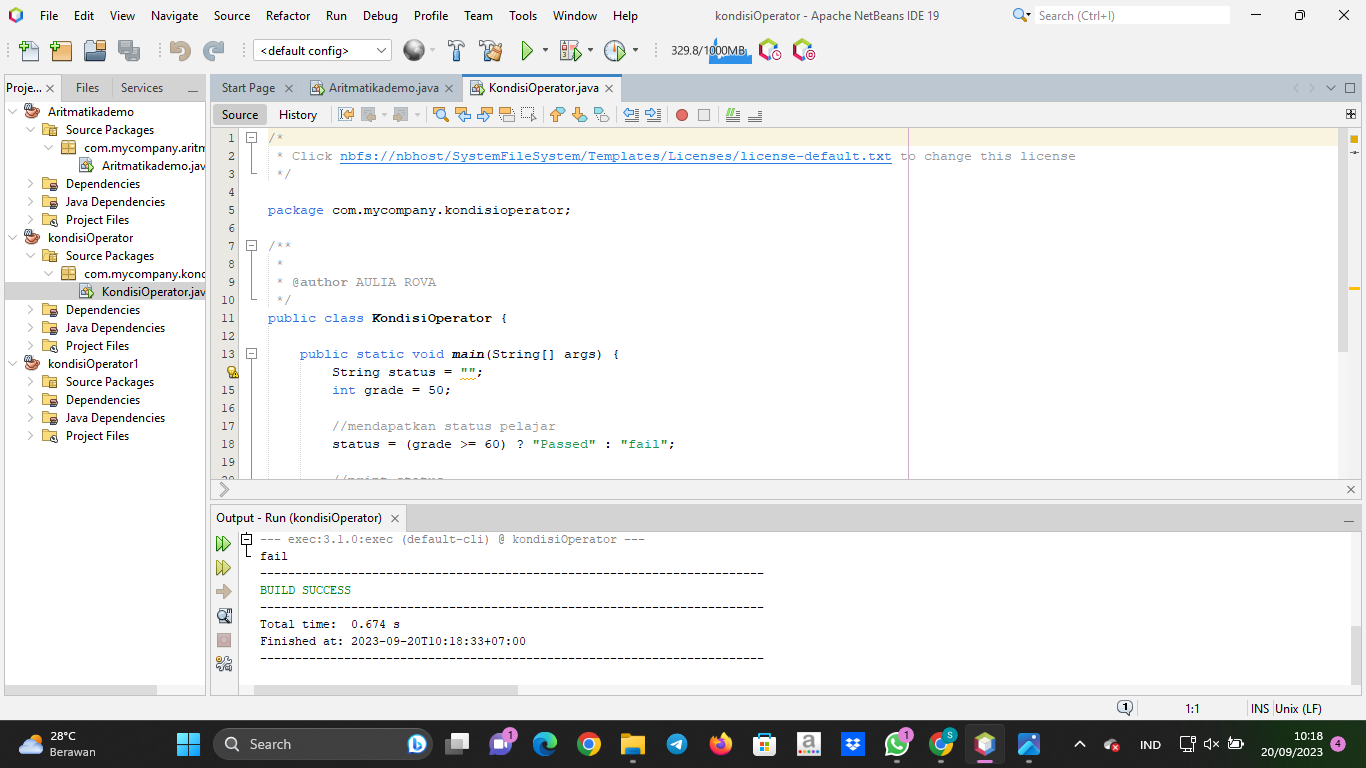 File Edit View Navigate Source Refactor Run Debug Profile Team Tools Window Help
kondisiOperator - Apache NetBeans IDE 19
Search (Ctrl+I)
<default config>
329.8/1000MB
Proje...
Files
Services
Aritmatikademo
Source Packages
com.mycompany.aritm
Aritmatikademo.jav
Dependencies
Java Dependencies
Project Files
kondisiOperator
Source Packages
com.mycompany.kond
KondisiOperator.jav
Dependencies
Java Dependencies
Project Files
kondisiOperator1
Source Packages
Dependencies
Java Dependencies
Project Files
Start Page
Aritmatikademo.java
KondisiOperator.java
Source
History
1 /*
2 * Click nbfs://nbhost/SystemFileSystem/Templates/Licenses/license-default.txt to change this license
3 */
4
5 package com.mycompany.kondisioperator;
6
7 /**
8 *
9 * @author AULIA ROVA
10 */
11 public class KondisiOperator {
12
13 public static void main(String[] args) {
String status = "";
15 int grade = 50;
16
17 //mendapatkan status pelajar
18 status = (grade >= 60) ? "Passed" : "fail";
19
Output - Run (kondisiOperator)
--- exec:3.1.0:exec (default-cli) @ kondisiOperator ---
fail
------------------------------------------------------------------------
BUILD SUCCESS
------------------------------------------------------------------------
Total time:  0.674 s
Finished at: 2023-09-20T10:18:33+07:00
------------------------------------------------------------------------
1
1:1
INS
Unix (LF)
28°C
Berawan
Search
1
a
1
S
IND
10:18
20/09/2023
4